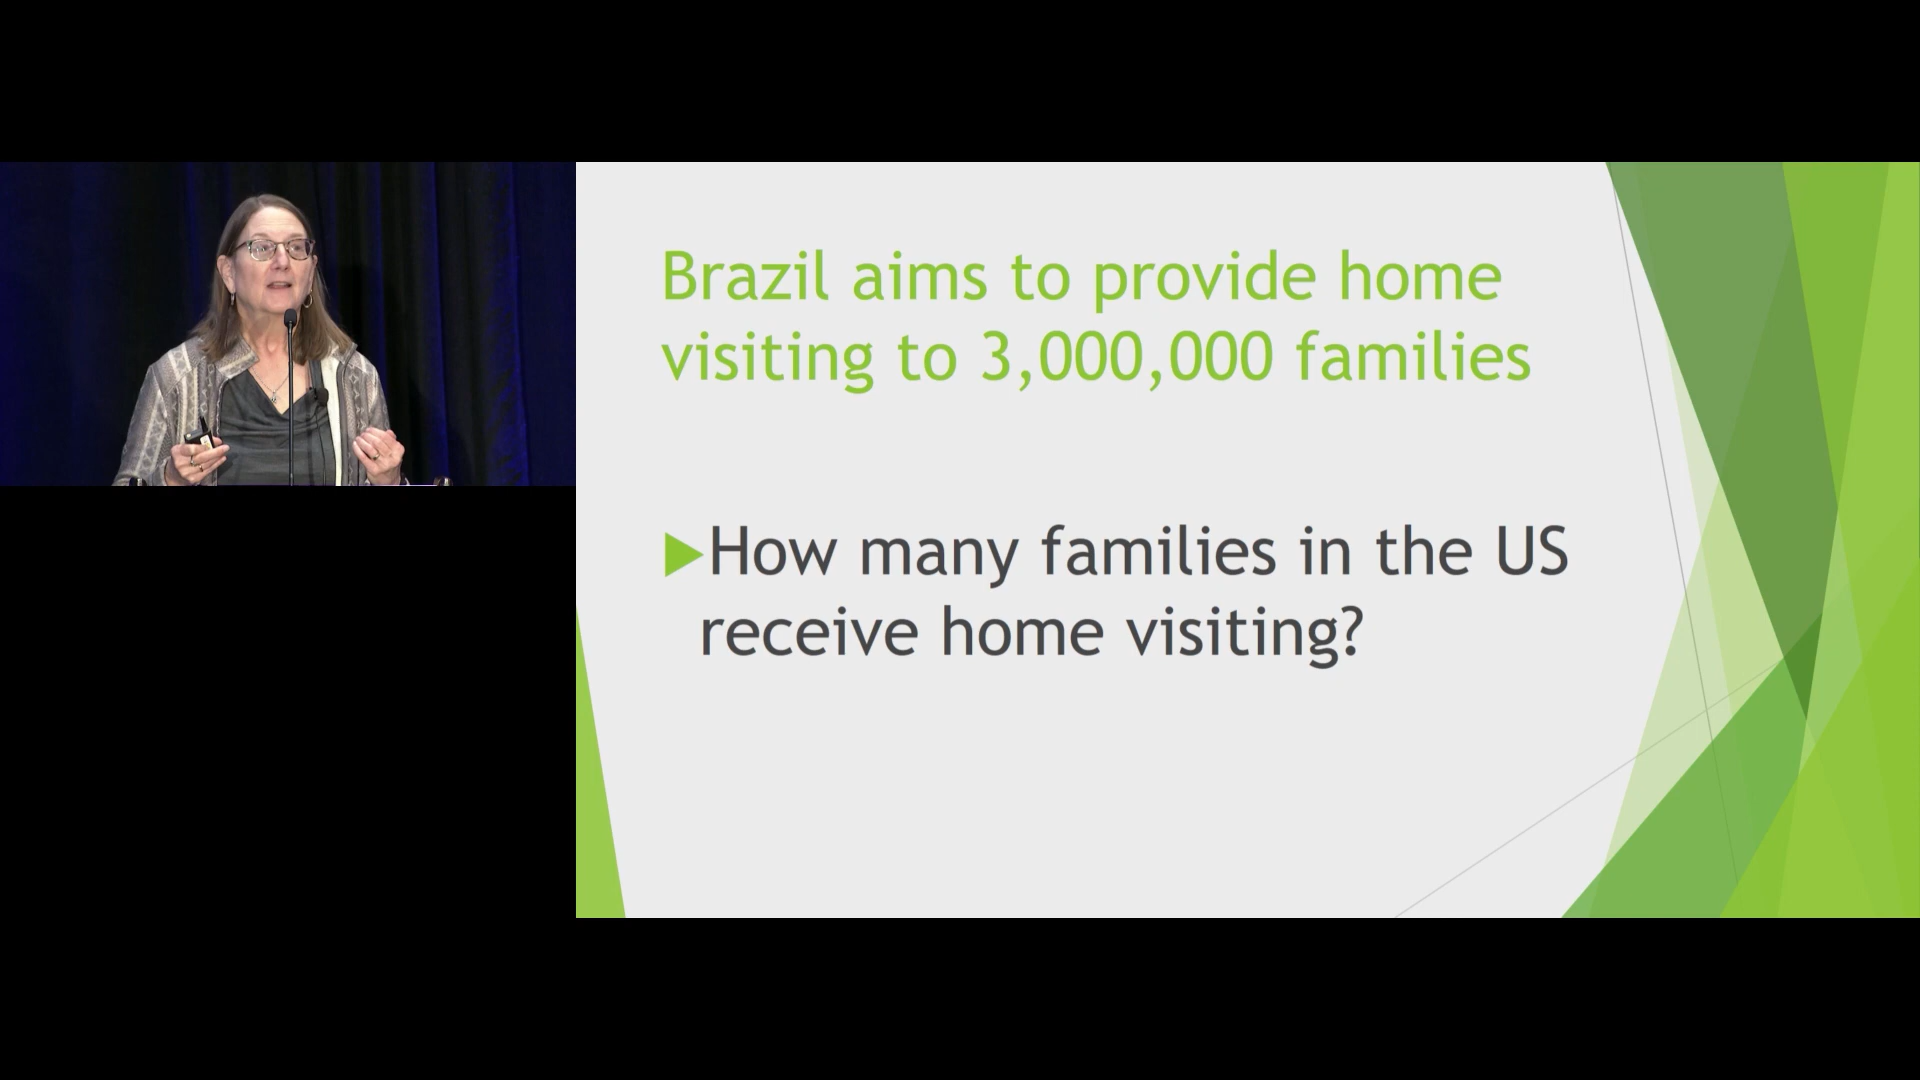 Brazil aims to provide home
visiting to 3,000,000 families
How many families in the US
receive home visiting?